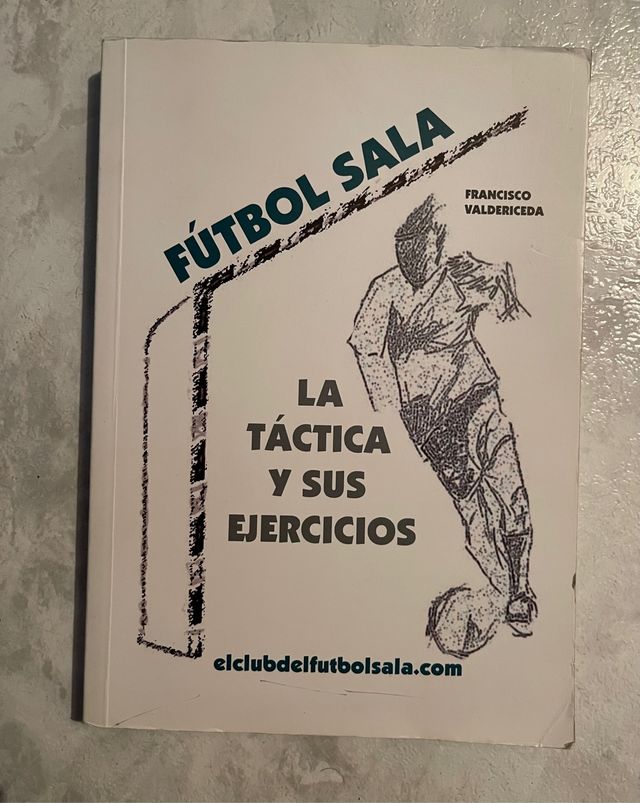 FÚTBOL SALA
FRANCISCO
VALDERICEDA
LA
TÁCTICA
Y SUS
EJERCICIOS
elclubdelfutbolsala.com